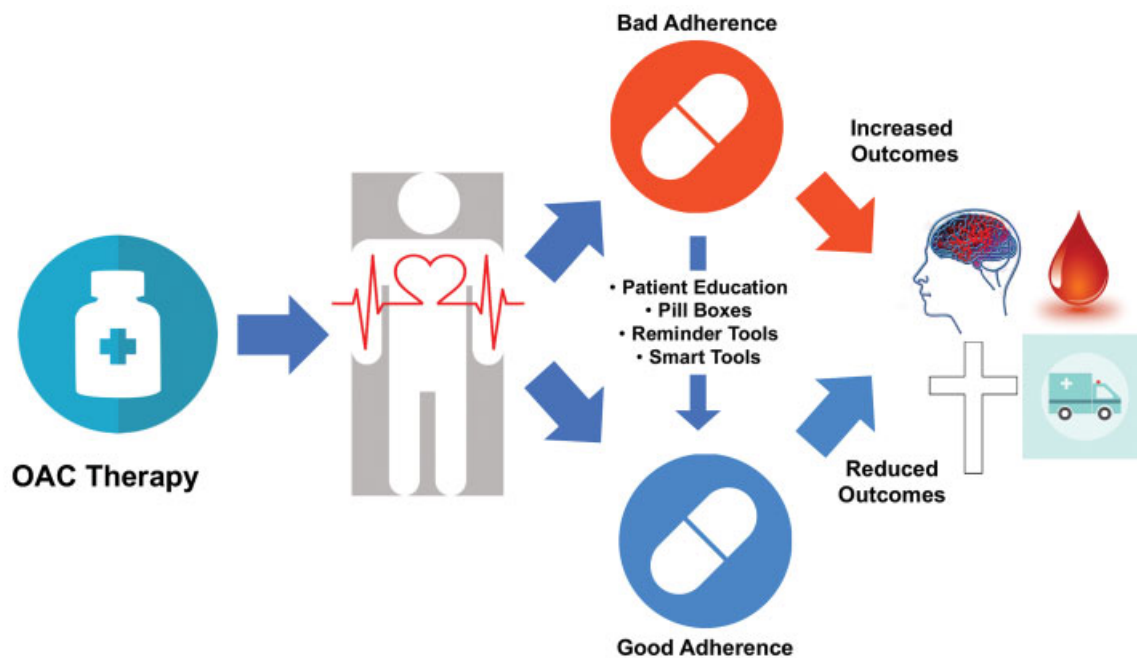 Bad Adherence
Increased
Outcomes
• Patient Education
• Pill Boxes
• Reminder Tools
• Smart Tools
OAC Therapy
Reduced
Outcomes
Good Adherence